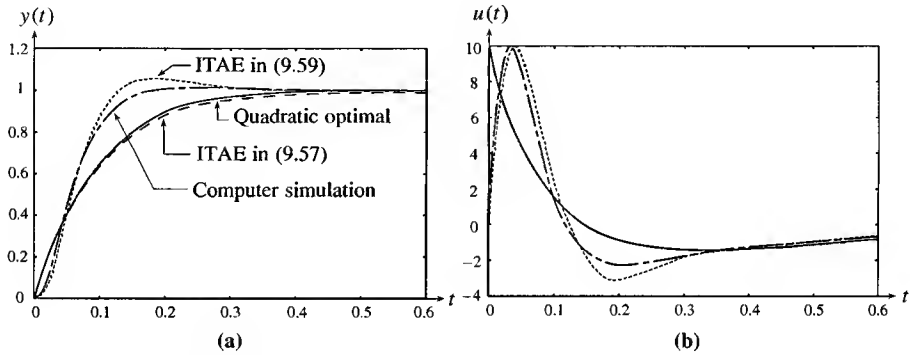 y(t)
1.2
1
0.8
0.6
0.4
0.2
0
0 0.1 0.2 0.3 0.4 0.5 0.6 t
ITAE in (9.59)
Quadratic optimal
ITAE in (9.57)
Computer simulation
(a)
u(t)
10
8
6
4
2
0
−2
−4
0 0.1 0.2 0.3 0.4 0.5 0.6 t
(b)